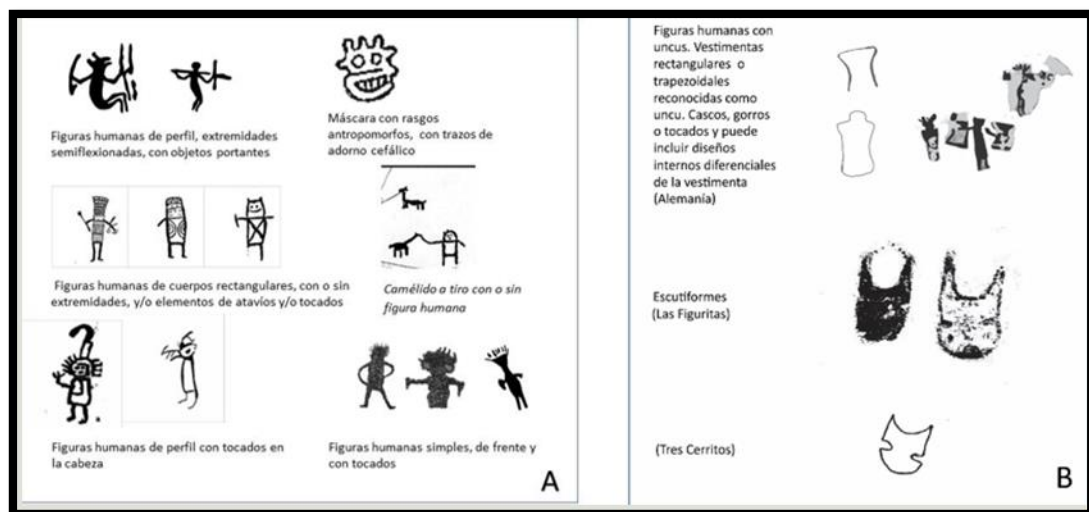 Figuras humanas de perfil, extremidades
semiflexionadas, con objetos portantes
Máscara con rasgos
antropomorfos, con trazos de
adorno cefálico
Figuras humanas de cuerpos rectangulares, con o sin
extremidades, y/o elementos de atavíos y/o tocados
Camélido a tiro con o sin
figura humana
Figuras humanas de perfil con tocados en
la cabeza
Figuras humanas simples, de frente y
con tocados
A
Figuras humanas con
uncus. Vestimentas
rectangulares o
trapezoidales
reconocidas como
uncu. Cascos, gorros
o tocados y puede
incluir diseños
internos diferenciales
de la vestimenta
(Alemanía)
Escutiformes
(Las Figuritas)
(Tres Cerritos)
B